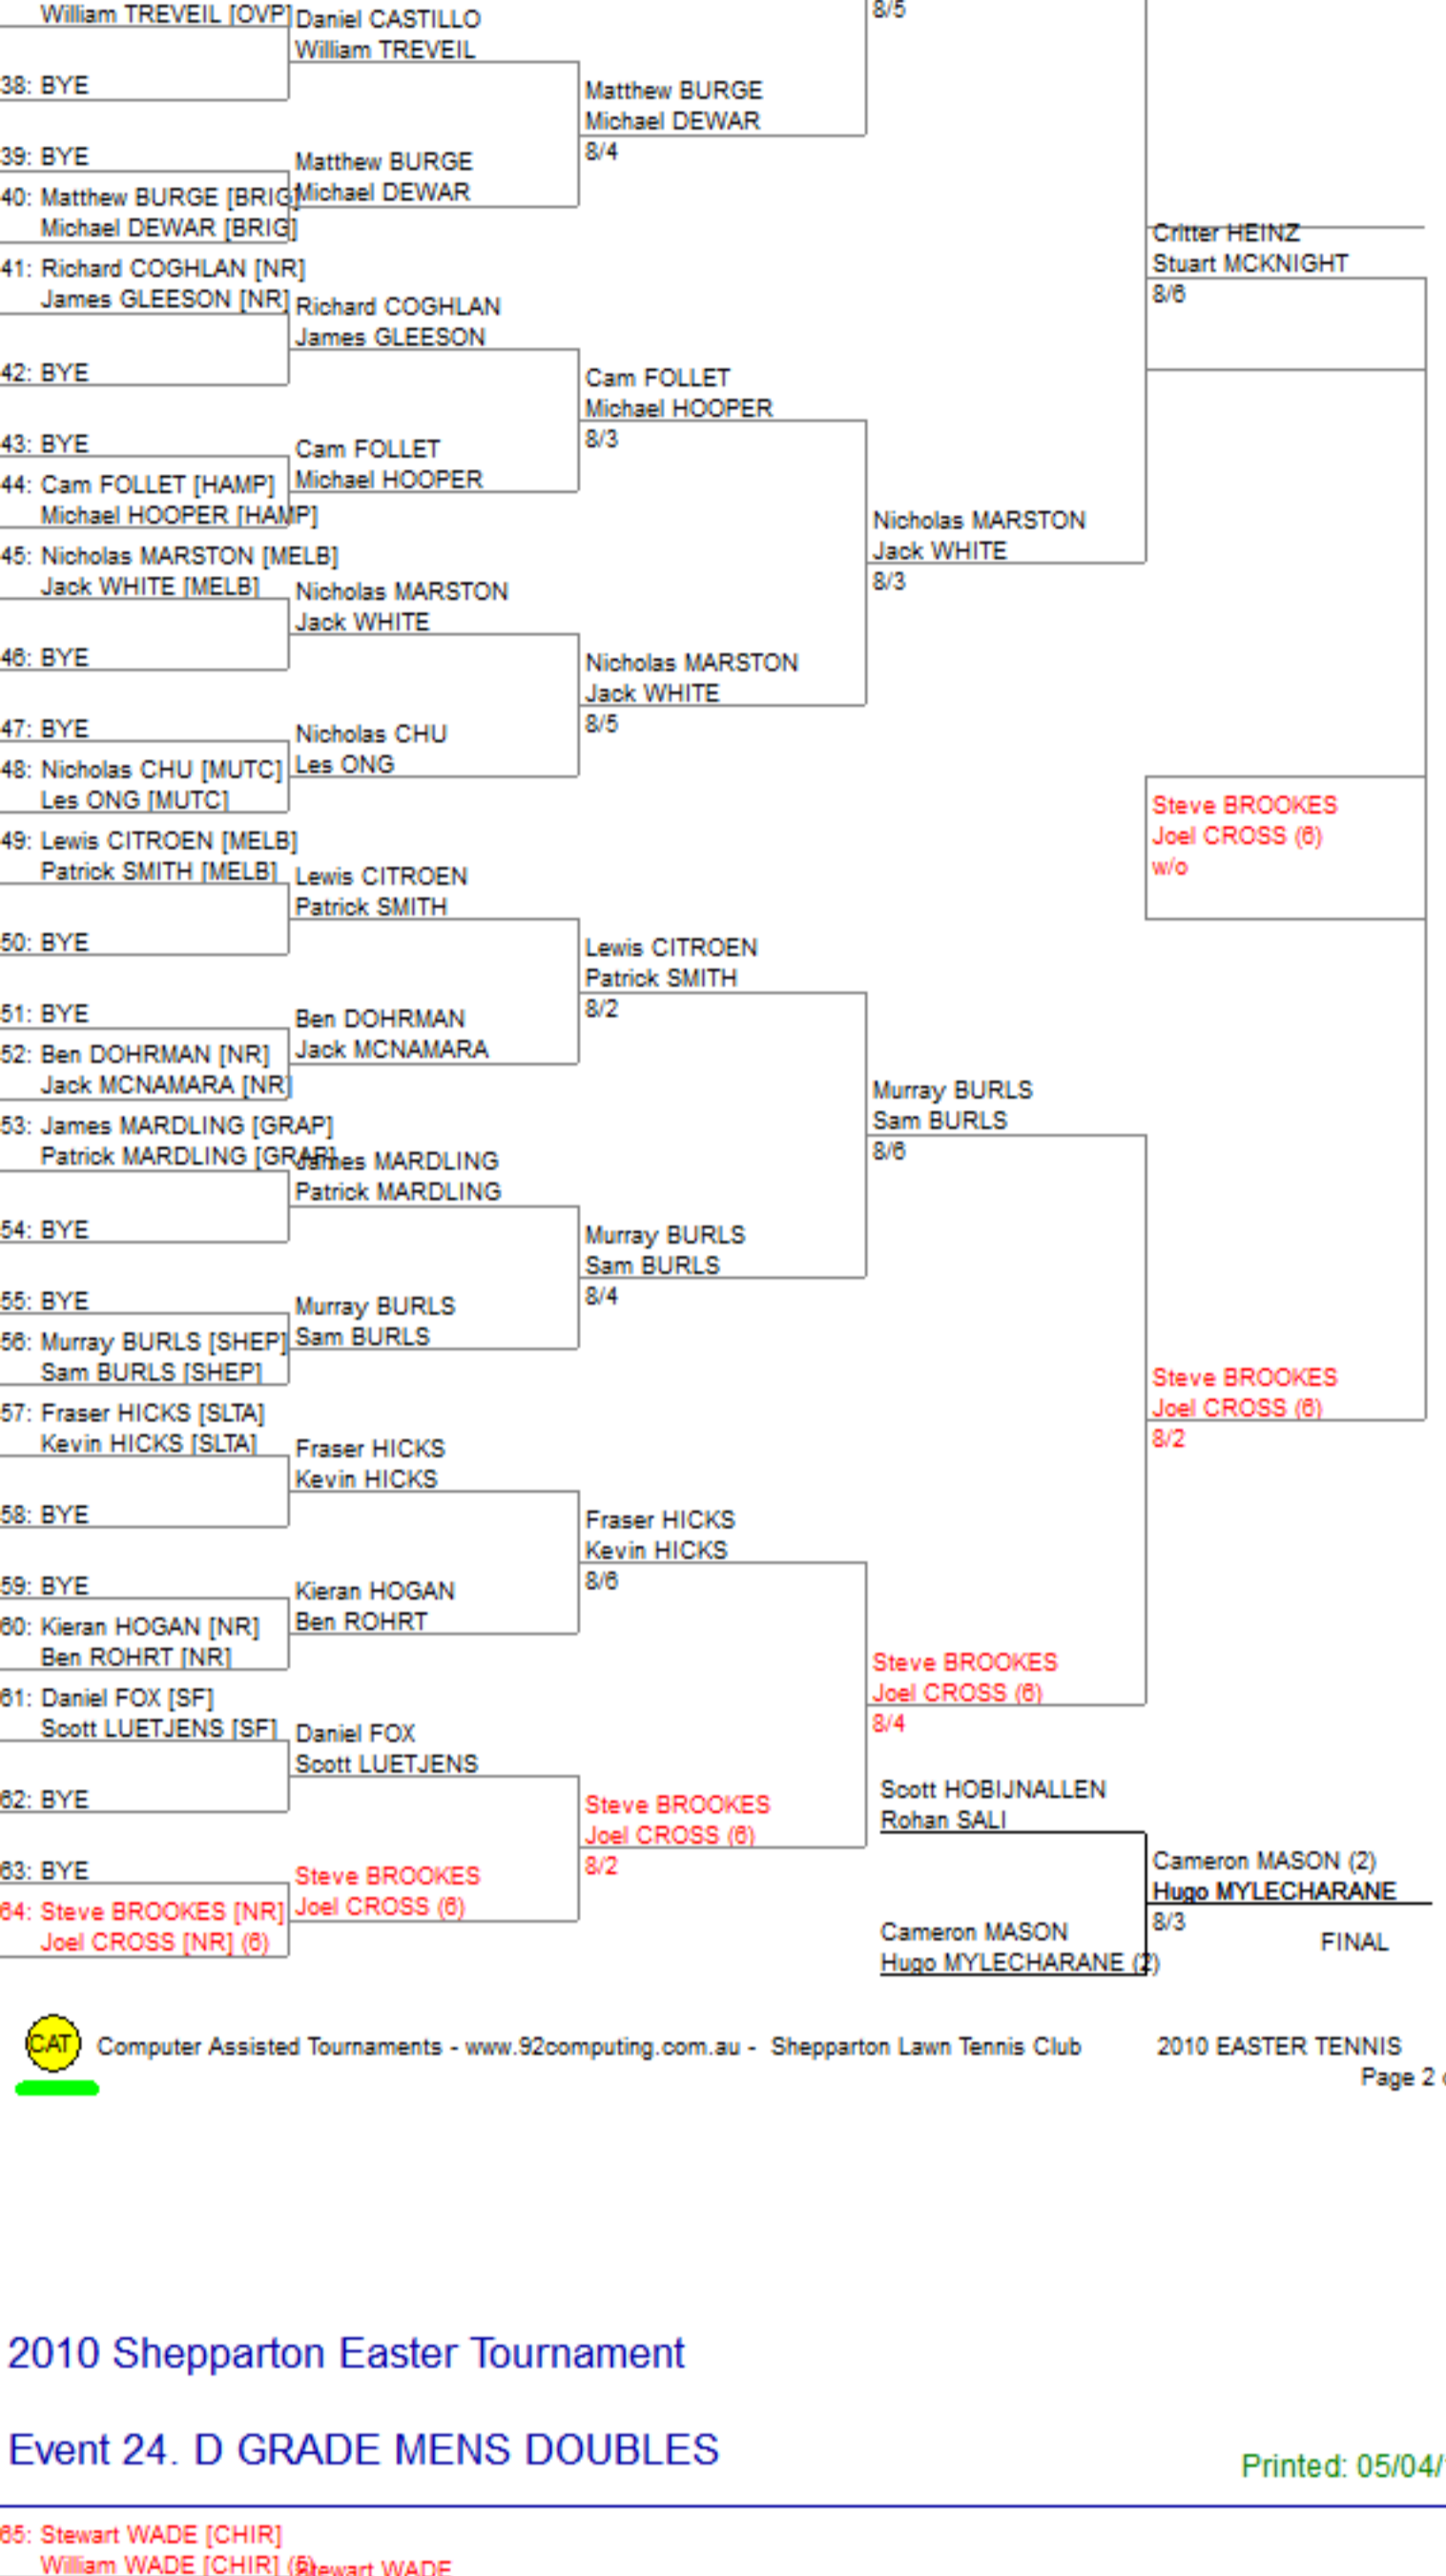 William TREVEIL [OVP]
Daniel CASTILLO
William TREVEIL
8/5
38: BYE
Matthew BURGE
Michael DEWAR
8/4
39: BYE
Matthew BURGE
Michael DEWAR
40: Matthew BURGE [BRIG]
Michael DEWAR [BRIG]
Critter HEINZ
Stuart MCKNIGHT
8/6
41: Richard COGHLAN [NR]
James GLEESON [NR]
Richard COGHLAN
James GLEESON
42: BYE
Cam FOLLET
Michael HOOPER
8/3
43: BYE
Cam FOLLET
Michael HOOPER
44: Cam FOLLET [HAMP]
Michael HOOPER [HAMP]
Nicholas MARSTON
Jack WHITE
8/3
45: Nicholas MARSTON [MELB]
Jack WHITE [MELB]
Nicholas MARSTON
Jack WHITE
46: BYE
Nicholas MARSTON
Jack WHITE
8/5
47: BYE
Nicholas CHU
Les ONG
48: Nicholas CHU [MUTC]
Les ONG [MUTC]
Steve BROOKES
Joel CROSS (6)
w/o
49: Lewis CITROEN [MELB]
Patrick SMITH [MELB]
Lewis CITROEN
Patrick SMITH
50: BYE
Lewis CITROEN
Patrick SMITH
8/2
51: BYE
Ben DOHRMAN
Jack MCNAMARA
52: Ben DOHRMAN [NR]
Jack MCNAMARA [NR]
Murray BURLS
Sam BURLS
8/6
53: James MARDLING [GRAP]
Patrick MARDLING [GRAP]
James MARDLING
Patrick MARDLING
54: BYE
Murray BURLS
Sam BURLS
8/4
55: BYE
Murray BURLS
Sam BURLS
56: Murray BURLS [SHEP]
Sam BURLS [SHEP]
Steve BROOKES
Joel CROSS (6)
8/2
57: Fraser HICKS [SLTA]
Kevin HICKS [SLTA]
Fraser HICKS
Kevin HICKS
58: BYE
Fraser HICKS
Kevin HICKS
8/6
59: BYE
Kieran HOGAN
Ben ROHRT
60: Kieran HOGAN [NR]
Ben ROHRT [NR]
Steve BROOKES
Joel CROSS (6)
8/4
61: Daniel FOX [SF]
Scott LUETJENS [SF]
Daniel FOX
Scott LUETJENS
62: BYE
Steve BROOKES
Joel CROSS (6)
8/2
Scott HOBIJNALLEN
Rohan SALI
63: BYE
Steve BROOKES
Joel CROSS (6)
64: Steve BROOKES [NR]
Joel CROSS [NR] (6)
Cameron MASON (2)
Hugo MYLECHARANE
8/3
FINAL
Cameron MASON
Hugo MYLECHARANE (2)
CAT
Computer Assisted Tournaments - www.92computing.com.au - Shepparton Lawn Tennis Club
2010 EASTER TENNIS
Page 2
2010 Shepparton Easter Tournament
Event 24. D GRADE MENS DOUBLES
Printed: 05/04/
65: Stewart WADE [CHIR]
William WADE [CHIR] (5)
Stewart WADE